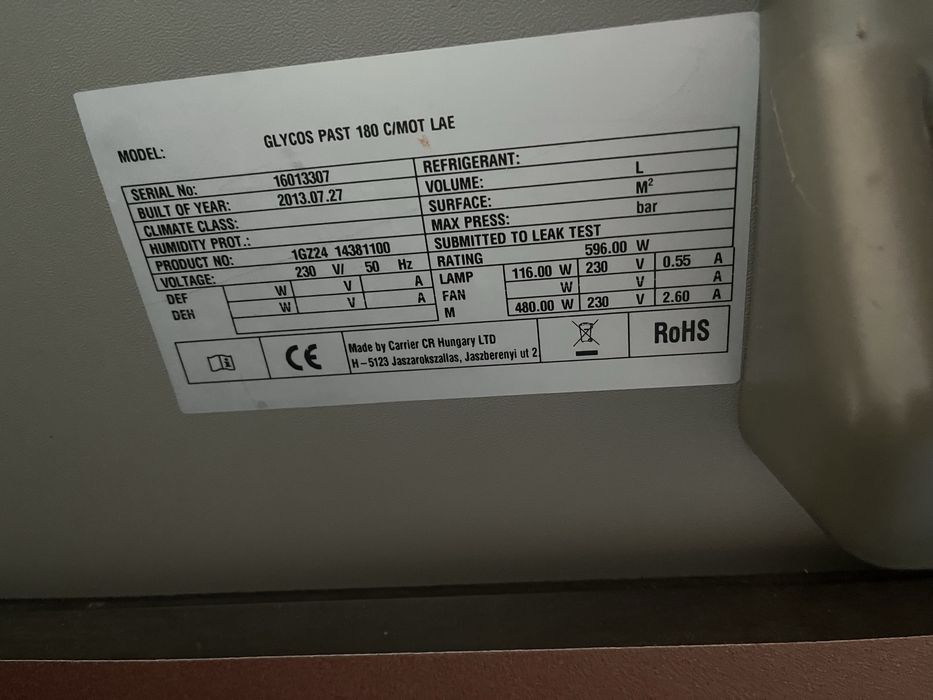 MODEL: GLYCOS PAST 180 C/MOT LAE
SERIAL No: 16013307
BUILT OF YEAR: 2013.07.27
CLIMATE CLASS:
HUMIDITY PROT.:
PRODUCT NO: 1GZ24 14381100
VOLTAGE: 230 V/ 50 Hz
DEF W V A
DEH W V A
REFRIGERANT:
VOLUME: L
SURFACE: M²
MAX PRESS: bar
SUBMITTED TO LEAK TEST
RATING 596.00 W
LAMP 116.00 W 230 V 0.55 A
FAN W V A
M 480.00 W 230 V 2.60 A
i
CE
Made by Carrier CR Hungary LTD
H-5123 Jaszarokszallas, Jaszberenyi ut 2
RoHS